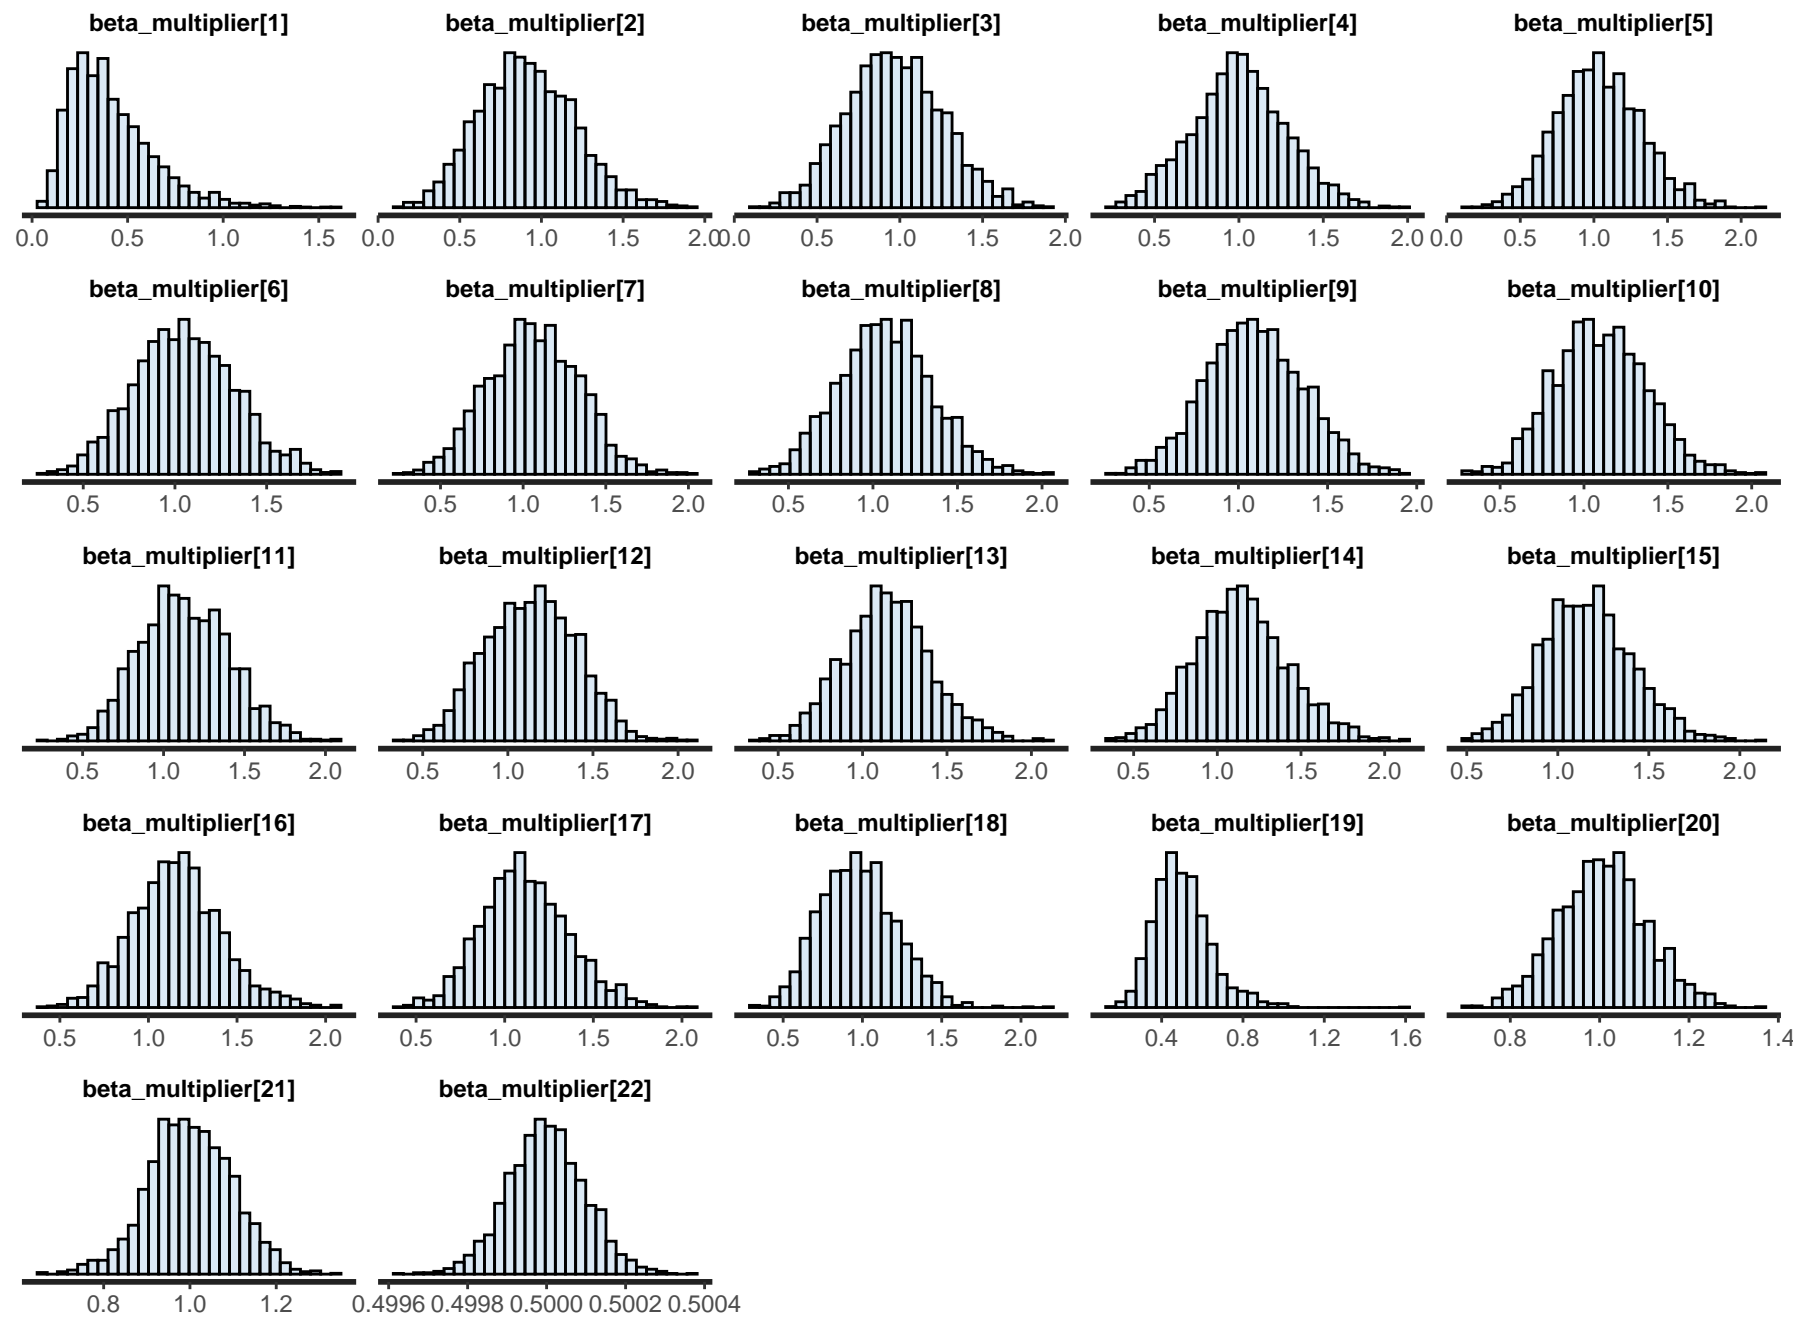 beta_multiplier[1] beta_multiplier[2] beta_multiplier[3] beta_multiplier[4] beta_multiplier[5]
0.0 0.5 1.0 1.5 0.0 0.5 1.0 1.5 2.0 0.0 0.5 1.0 1.5 2.0 0.5 1.0 1.5 2.0 0.0 0.5 1.0 1.5 2.0
beta_multiplier[6] beta_multiplier[7] beta_multiplier[8] beta_multiplier[9] beta_multiplier[10]
0.5 1.0 1.5 0.5 1.0 1.5 2.0 0.5 1.0 1.5 2.0 0.5 1.0 1.5 2.0 0.5 1.0 1.5 2.0
beta_multiplier[11] beta_multiplier[12] beta_multiplier[13] beta_multiplier[14] beta_multiplier[15]
0.5 1.0 1.5 2.0 0.5 1.0 1.5 2.0 0.5 1.0 1.5 2.0 0.5 1.0 1.5 2.0 0.5 1.0 1.5 2.0
beta_multiplier[16] beta_multiplier[17] beta_multiplier[18] beta_multiplier[19] beta_multiplier[20]
0.5 1.0 1.5 2.0 0.5 1.0 1.5 2.0 0.5 1.0 1.5 2.0 0.4 0.8 1.2 1.6 0.8 1.0 1.2 1.4
beta_multiplier[21] beta_multiplier[22]
0.8 1.0 1.2 0.4996 0.4998 0.5000 0.5002 0.5004